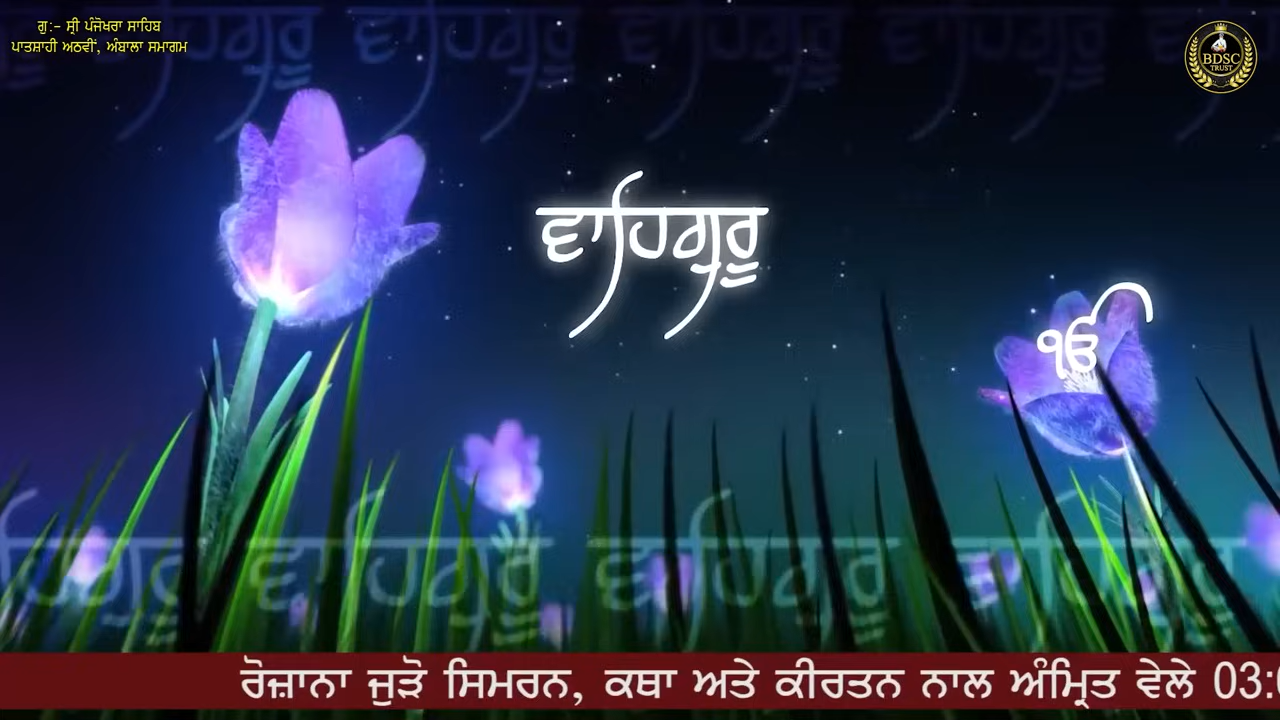 ਗੁ:- ਸ੍ਰੀ ਪੰਜੋਖਰਾ ਸਾਹਿਬ
ਪਾਤਸ਼ਾਹੀ ਅਠਵੀਂ, ਅੰਬਾਲਾ ਸਮਾਗਮ
BDSC
TRUST
ਵਾਹਿਗੁਰੂ ਵਾਹਿਗੁਰੂ ਵਾਹਿਗੁਰੂ
ਵਾਹਿਗੁਰੂ
ੴ
ਵਾਹਿਗੁਰੂ ਵਾਹਿਗੁਰੂ ਵਾਹਿਗੁਰੂ
ਰੋਜ਼ਾਨਾ ਜੁੜੋ ਸਿਮਰਨ, ਕਥਾ ਅਤੇ ਕੀਰਤਨ ਨਾਲ ਅੰਮ੍ਰਿਤ ਵੇਲੇ 03: